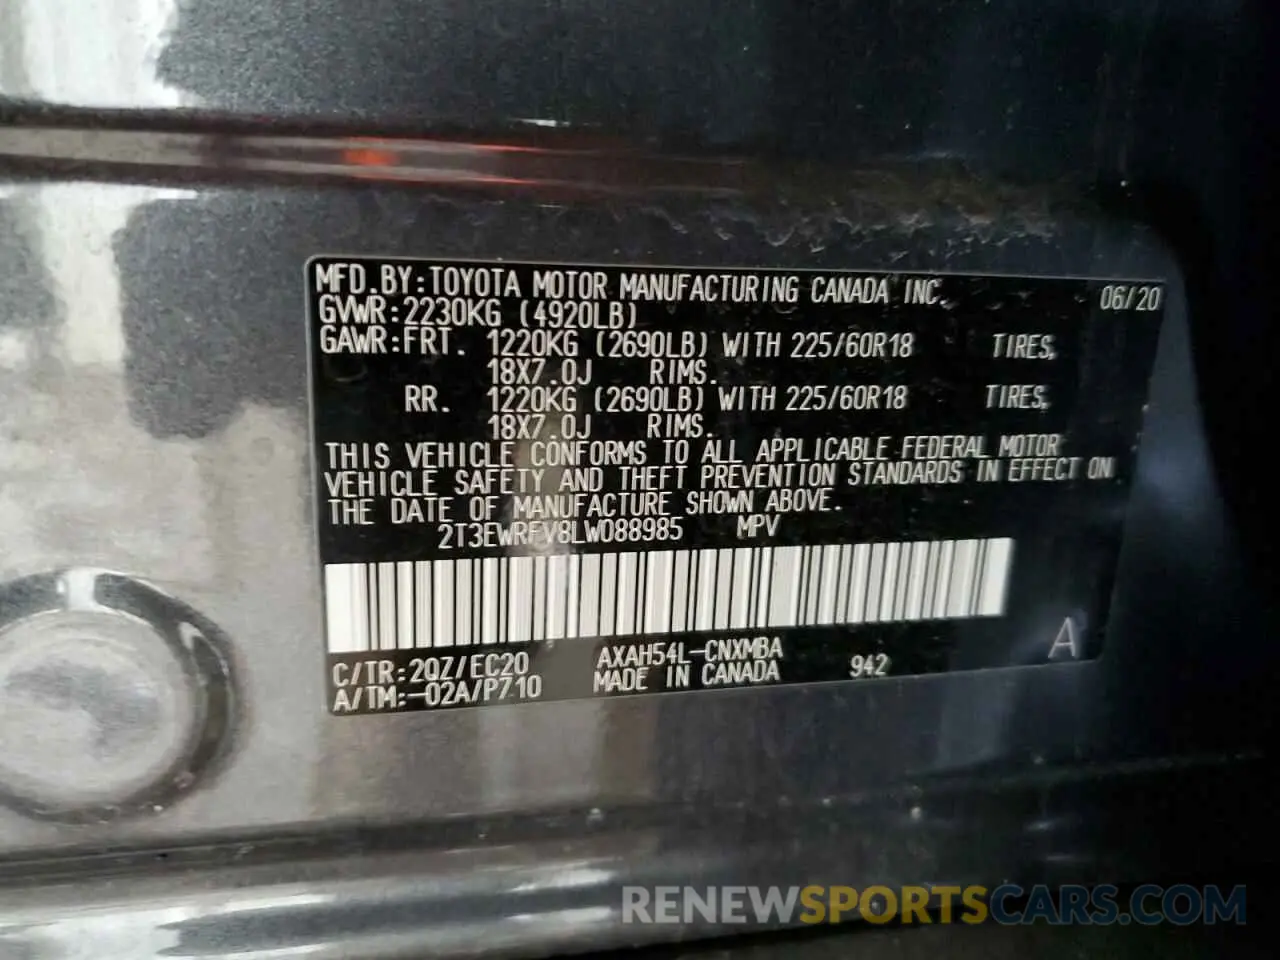 MFD.BY:TOYOTA MOTOR MANUFACTURING CANADA INC. 06/20
GVWR:2230KG (4920LB)
GAWR:FRT. 1220KG (2690LB) WITH 225/60R18 TIRES,
18X7.0J RIMS.
RR. 1220KG (2690LB) WITH 225/60R18 TIRES,
18X7.0J RIMS.
THIS VEHICLE CONFORMS TO ALL APPLICABLE FEDERAL MOTOR
VEHICLE SAFETY AND THEFT PREVENTION STANDARDS IN EFFECT ON
THE DATE OF MANUFACTURE SHOWN ABOVE.
2T3EWRFV8LW088985 MPV
C/TR:2QZ/EC20 AXAH54L-CNXMBA 942 A
A/TM:-02A/P710 MADE IN CANADA
RENEWSPORTSCARS.COM